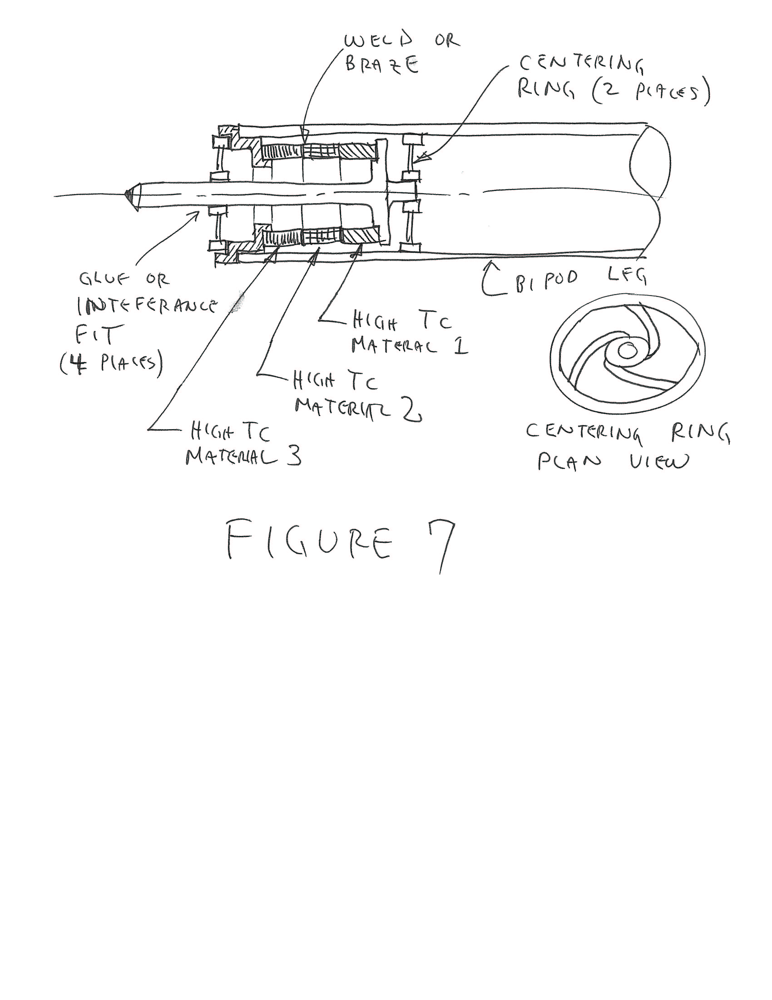 WELD OR
BRAZE
CENTERING
RING (2 PLACES)
GLUE OR
INTEFERANCE
FIT
(4 PLACES)
BIPOD LEG
HIGH TC
MATERAL 1
HIGH TC
MATERIAL 2
HIGH TC
MATERIAL 3
CENTERING RING
PLAN VIEW
FIGURE 7